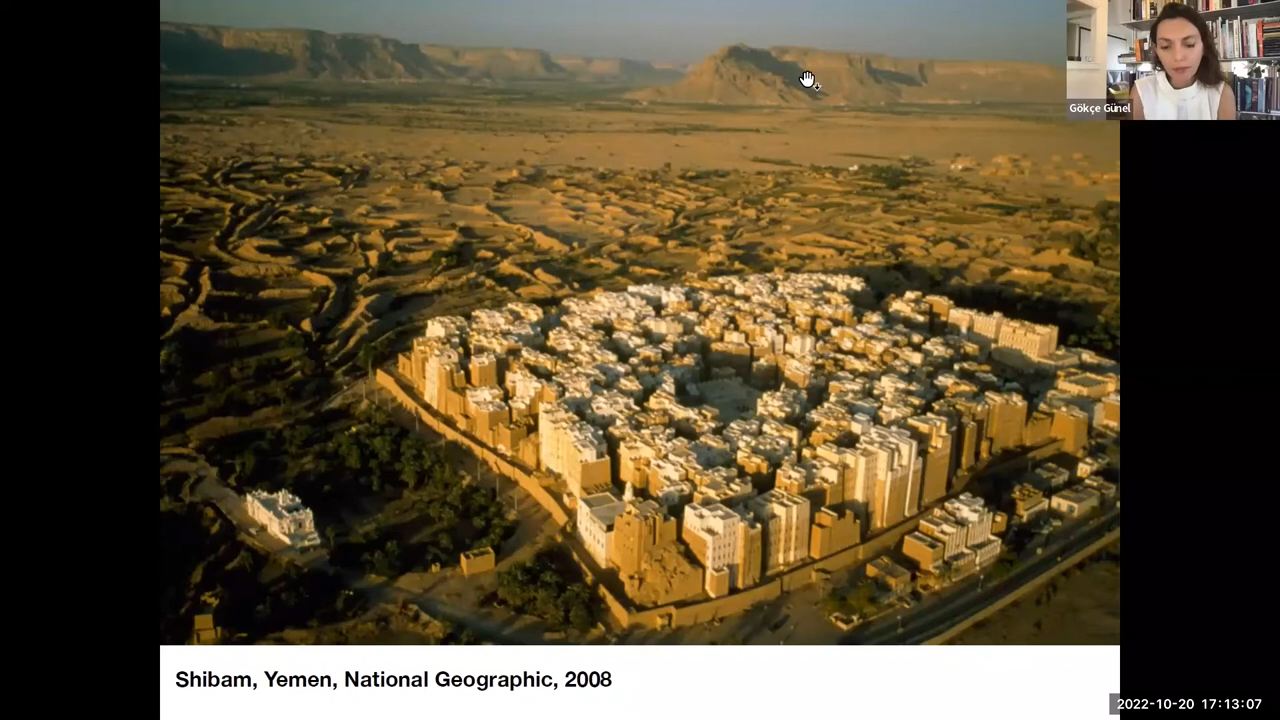 Gökçe Günel
Shibam, Yemen, National Geographic, 2008
2022-10-20 17:13:07